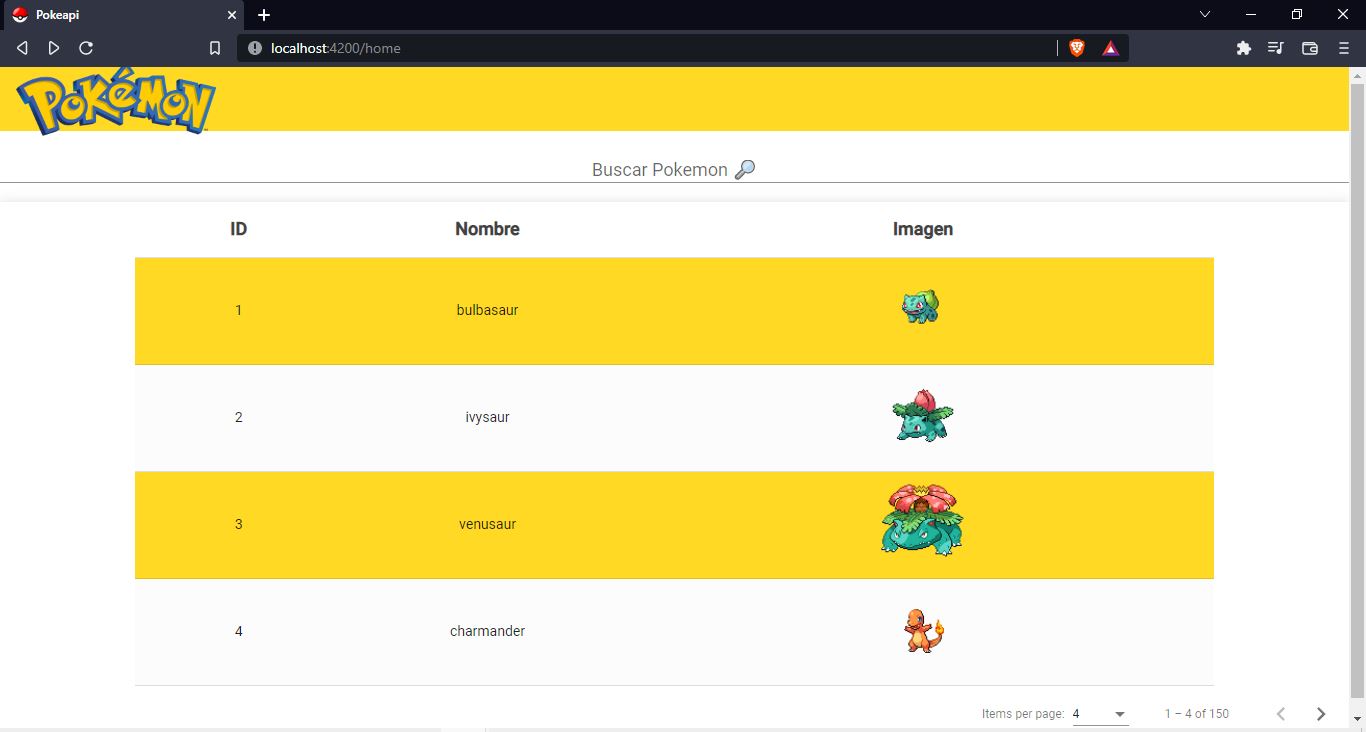 Pokeapi
localhost:4200/home
POKéMON
Buscar Pokemon 🔎
ID Nombre Imagen
1 bulbasaur
2 ivysaur
3 venusaur
4 charmander
Items per page: 4 1 – 4 of 150